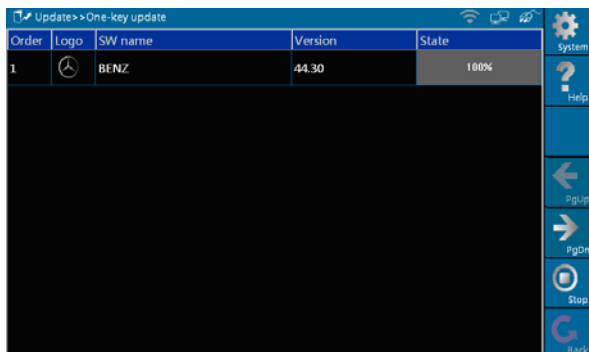 Update>>One-key update
Order Logo SW name Version State
System
1 BENZ 44.30 100%
Help
PgUp
PgDn
Stop
Back